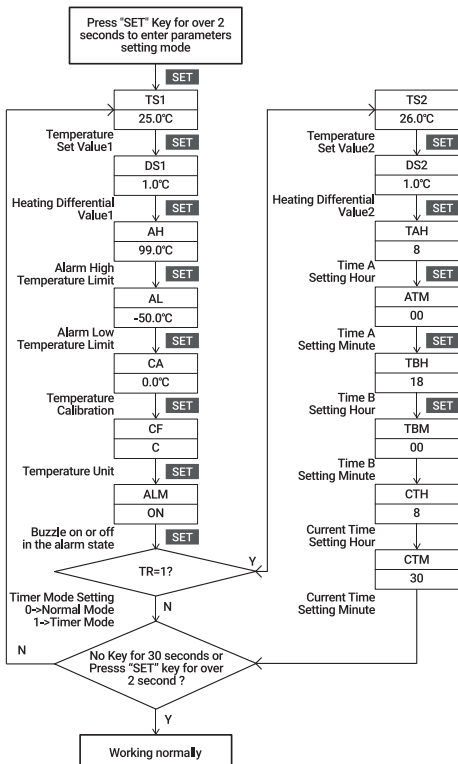 Press "SET" Key for over 2
seconds to enter parameters
setting mode
SET
TS1
25.0℃
Temperature
Set Value1
SET
DS1
1.0℃
Heating Differential
Value1
SET
AH
99.0℃
Alarm High
Temperature Limit
SET
AL
-50.0℃
Alarm Low
Temperature Limit
SET
CA
0.0℃
Temperature
Calibration
SET
CF
C
Temperature Unit
SET
ALM
ON
Buzzle on or off
in the alarm state
SET
TR=1?
Y
Timer Mode Setting
0->Normal Mode
1->Timer Mode
N
N
No Key for 30 seconds or
Presss "SET" key for over
2 second ?
Y
Working normally
TS2
26.0℃
Temperature
Set Value2
SET
DS2
1.0℃
Heating Differential
Value2
SET
TAH
8
Time A
Setting Hour
SET
ATM
00
Time A
Setting Minute
SET
TBH
18
Time B
Setting Hour
SET
TBM
00
Time B
Setting Minute
CTH
8
Current Time
Setting Hour
CTM
30
Current Time
Setting Minute